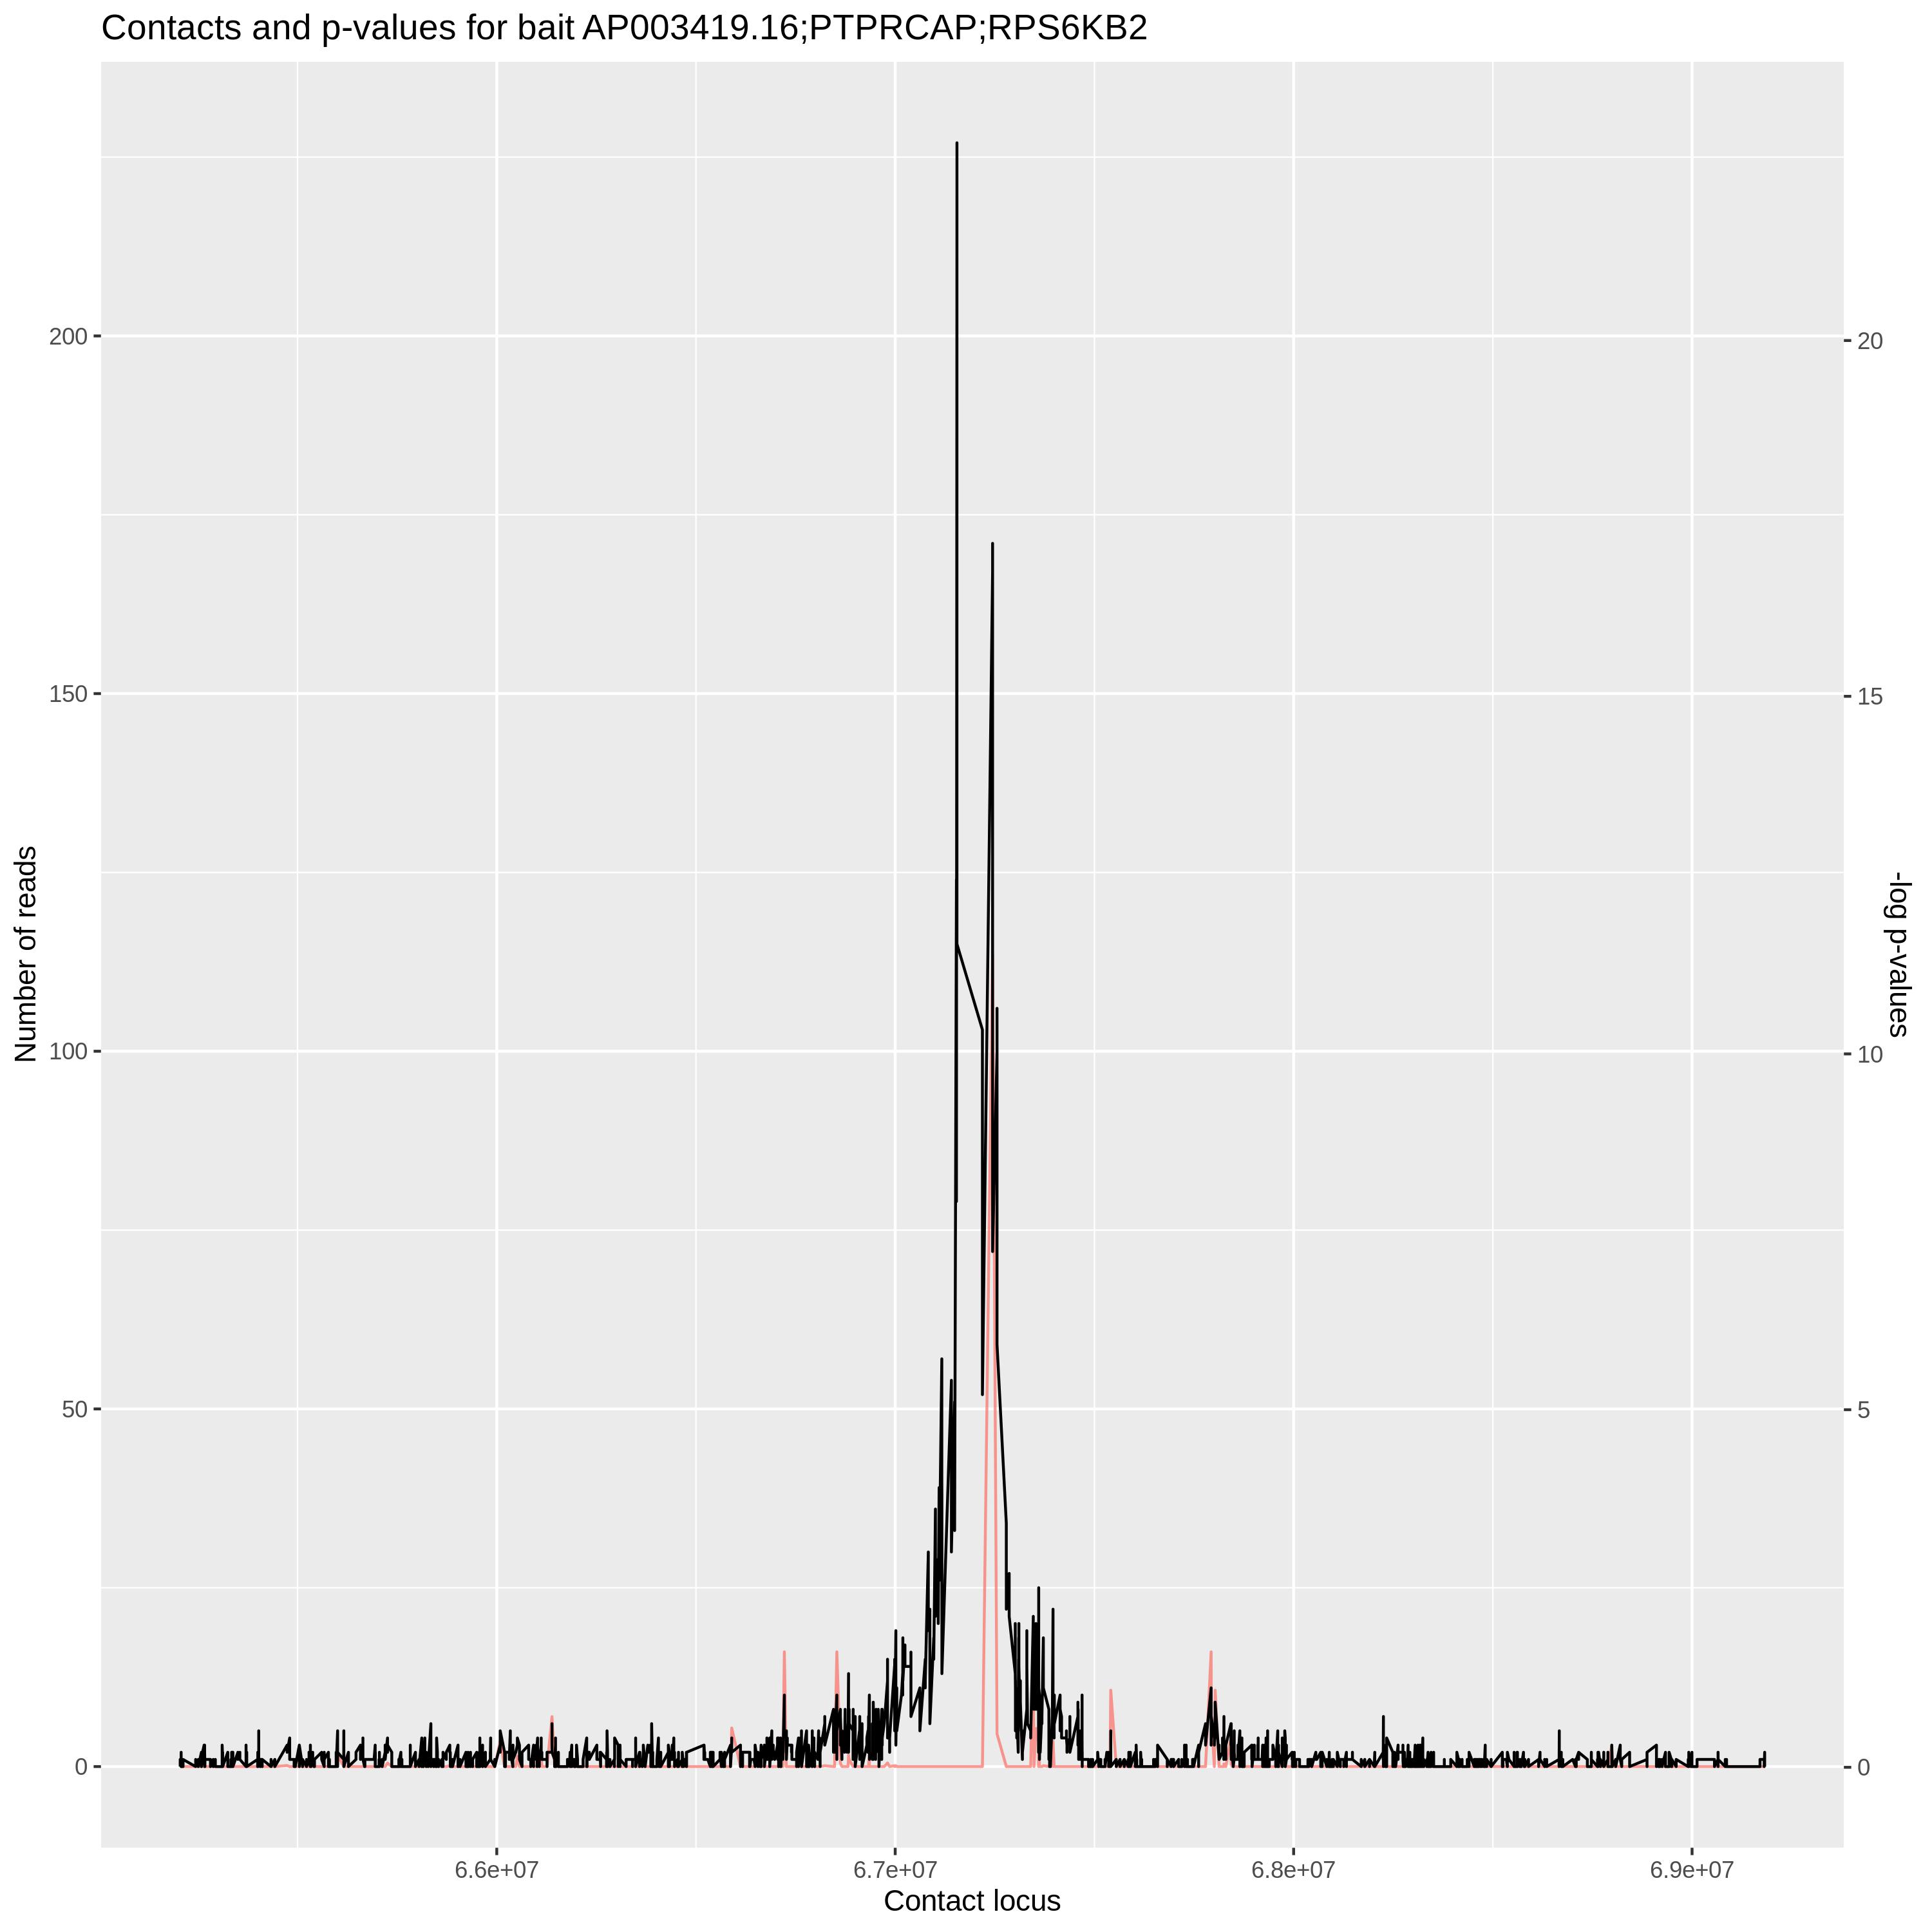 Contacts and p-values for bait AP003419.16;PTPRCAP;RPS6KB2
200
150
100
50
0
Number of reads
20
15
10
5
0
-log p-values
6.6e+07
6.7e+07
6.8e+07
6.9e+07
Contact locus